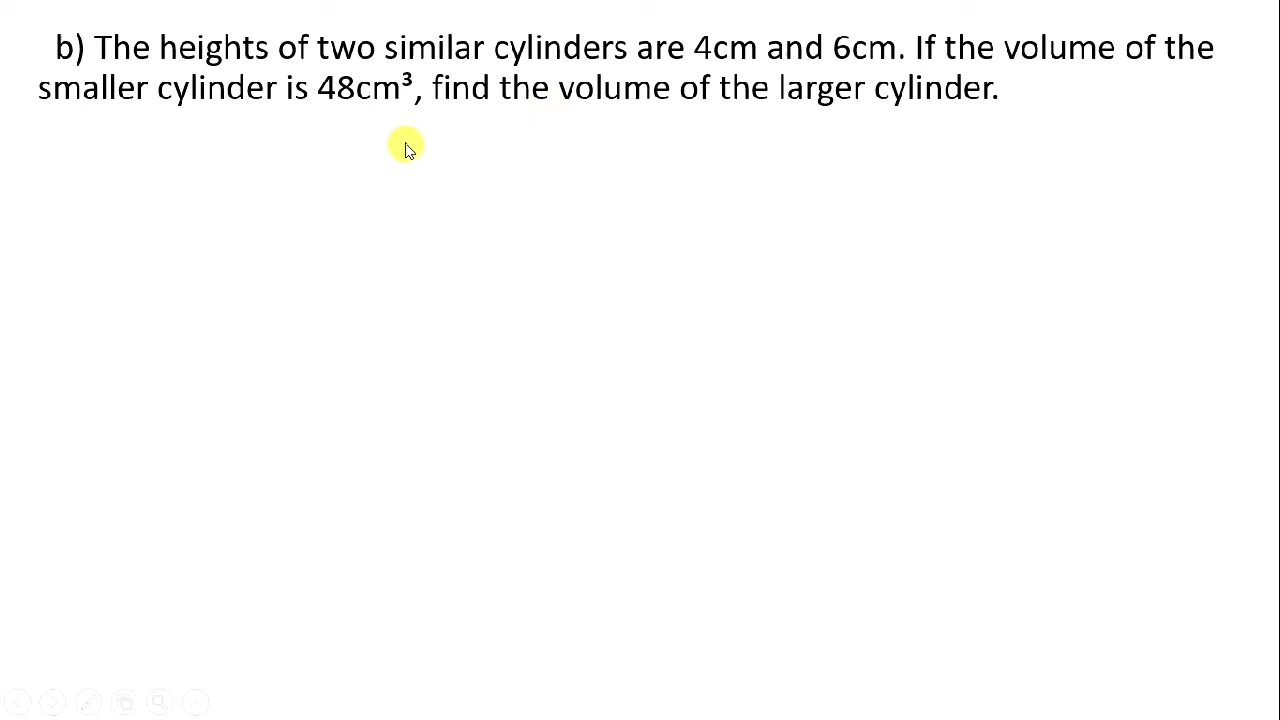 b) The heights of two similar cylinders are 4cm and 6cm. If the volume of the
smaller cylinder is 48cm³, find the volume of the larger cylinder.